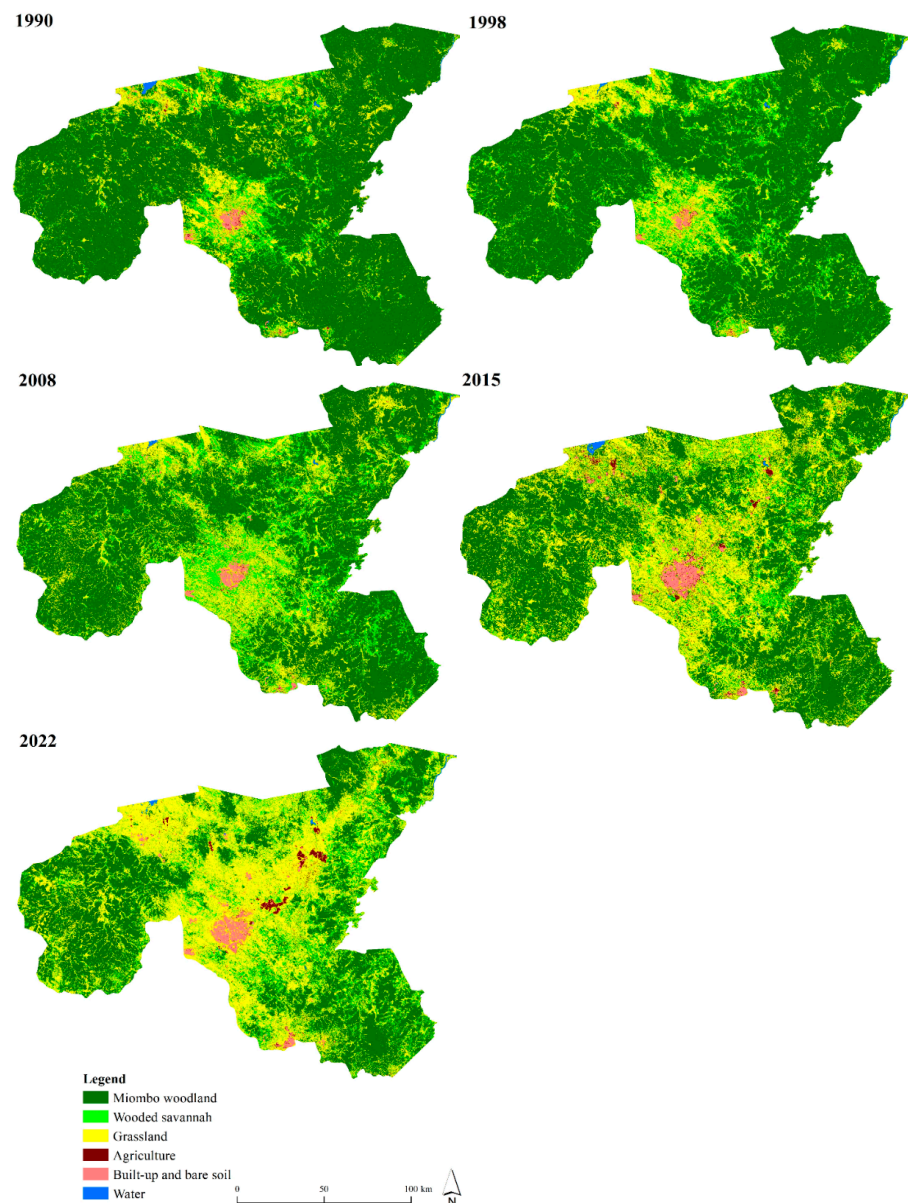 1990
1998
2008
2015
2022
Legend
Miombo woodland
Wooded savannah
Grassland
Agriculture
Built-up and bare soil
Water
0 50 100 km
N